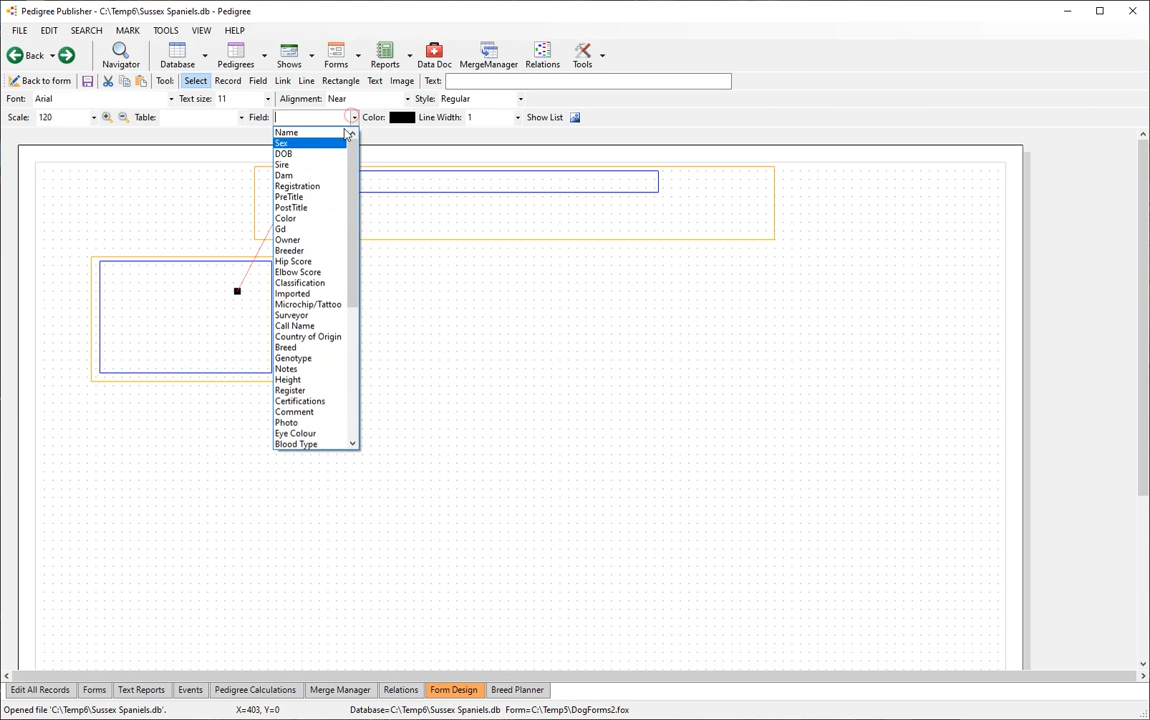 Pedigree Publisher - C:\Temp6\Sussex Spaniels.db - Pedigree
FILE EDIT SEARCH MARK TOOLS VIEW HELP
Back Navigator Database Pedigrees Shows Forms Reports Data Doc MergeManager Relations Tools
Back to form Tool: Select Record Field Link Line Rectangle Text Image Text:
Font: Arial Text size: 11 Alignment: Near Style: Regular
Scale: 120 Table: Field: Color: Line Width: 1 Show List
Name
Sex
DOB
Sire
Dam
Registration
PreTitle
PostTitle
Color
Gd
Owner
Breeder
Hip Score
Elbow Score
Classification
Imported
Microchip/Tattoo
Surveyor
Call Name
Country of Origin
Breed
Genotype
Notes
Height
Register
Certifications
Comment
Photo
Eye Colour
Blood Type
Edit All Records Forms Text Reports Events Pedigree Calculations Merge Manager Relations Form Design Breed Planner
Opened file 'C:\Temp6\Sussex Spaniels.db'. X=403, Y=0 Database=C:\Temp6\Sussex Spaniels.db Form=C:\Temp5\DogForms2.fox